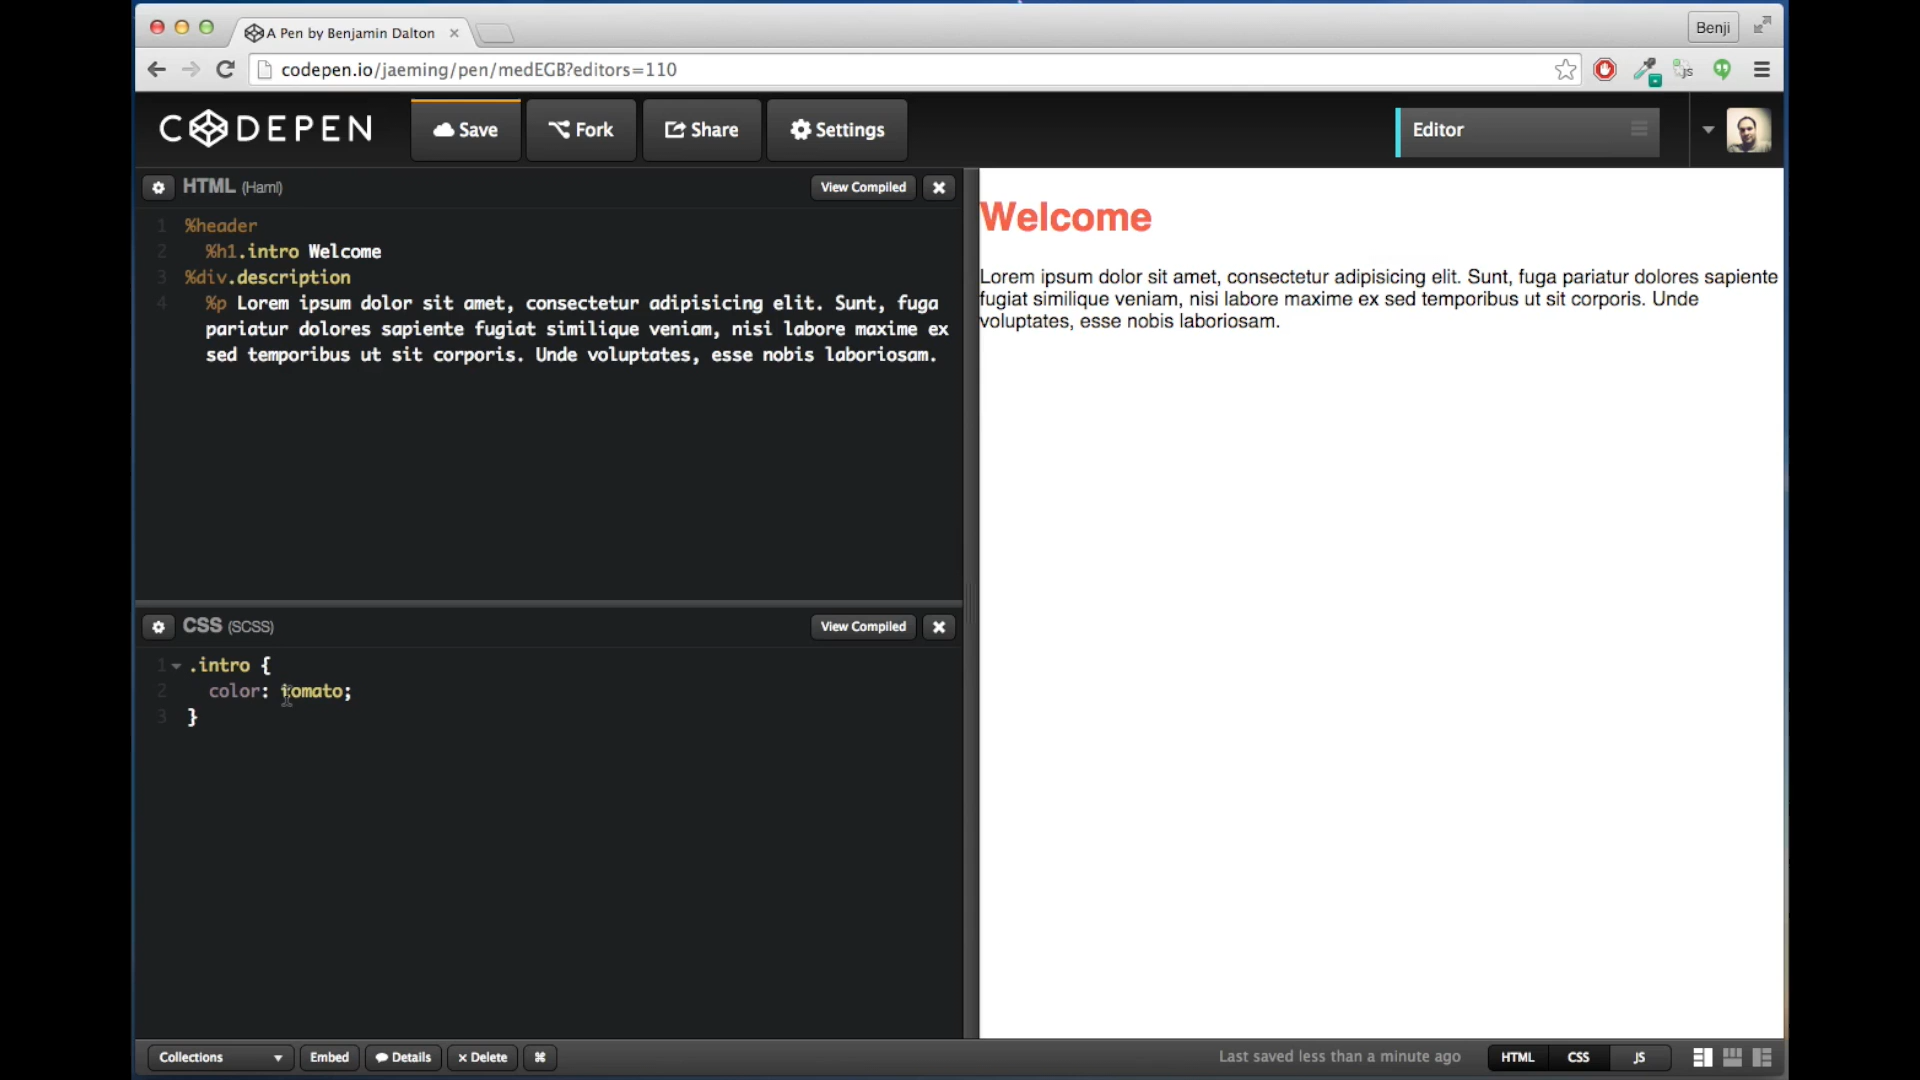 A Pen by Benjamin Dalton
Benji
codepen.io/jaeming/pen/medEGB?editors=110
CODEPEN
Save
Fork
Share
Settings
Editor
HTML (Haml)
View Compiled
1 %header
2 %h1.intro Welcome
3 %div.description
4 %p Lorem ipsum dolor sit amet, consectetur adipisicing elit. Sunt, fuga
pariatur dolores sapiente fugiat similique veniam, nisi labore maxime ex
sed temporibus ut sit corporis. Unde voluptates, esse nobis laboriosam.
CSS (SCSS)
View Compiled
1 .intro {
2 color: tomato;
3 }
Welcome
Lorem ipsum dolor sit amet, consectetur adipisicing elit. Sunt, fuga pariatur dolores sapiente
fugiat similique veniam, nisi labore maxime ex sed temporibus ut sit corporis. Unde
voluptates, esse nobis laboriosam.
Collections
Embed
Details
x Delete
⌘
Last saved less than a minute ago
HTML
CSS
JS